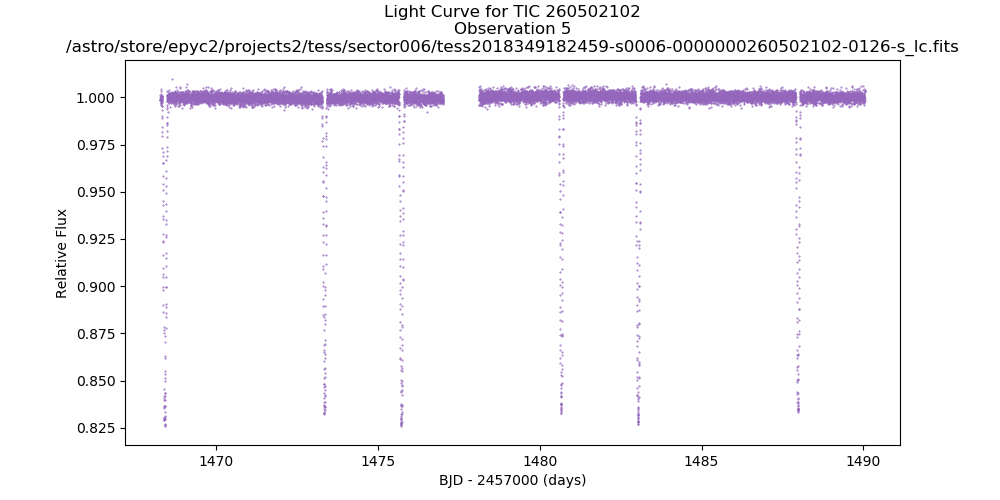 Light Curve for TIC 260502102
Observation 5
/astro/store/epyc2/projects2/tess/sector006/tess2018349182459-s0006-0000000260502102-0126-s_lc.fits
1.000
0.975
0.950
0.925
0.900
0.875
0.850
0.825
Relative Flux
1470
1475
1480
1485
1490
BJD - 2457000 (days)